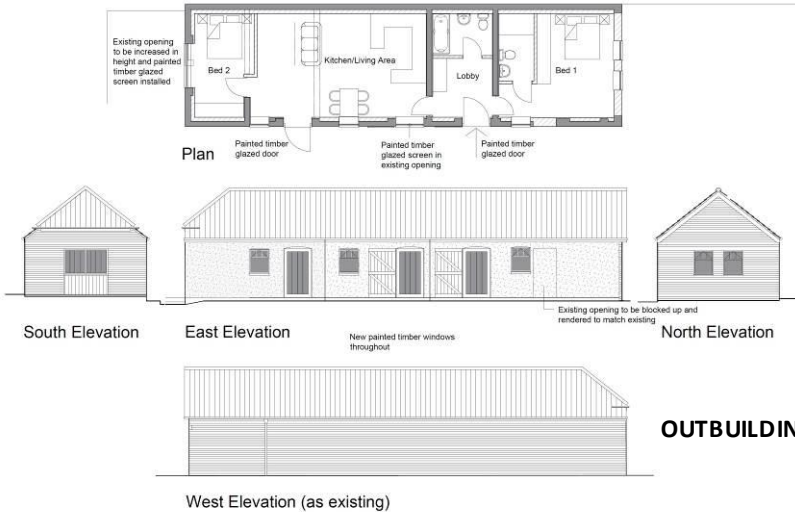 Existing opening
to be increased in
height and painted
timber glazed
screen installed
Bed 2
Kitchen/Living Area
Lobby
Bed 1
Plan
Painted timber
glazed door
Painted timber
glazed screen in
existing opening
Painted timber
glazed door
South Elevation
East Elevation
New painted timber windows
throughout
Existing opening to be blocked up and
rendered to match existing
North Elevation
OUTBUILDIN
West Elevation (as existing)